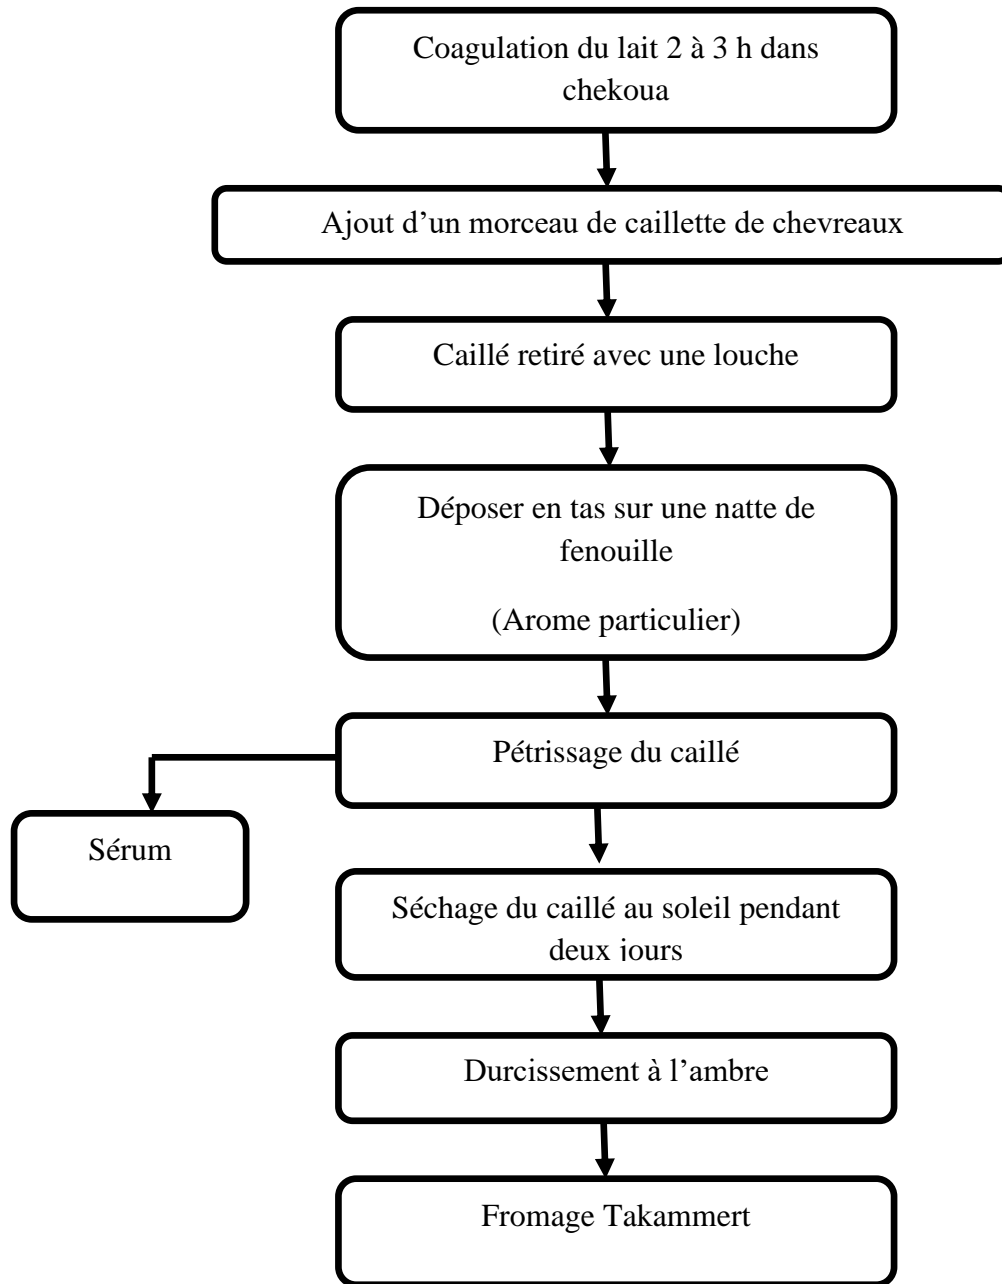 Coagulation du lait 2 à 3 h dans
chekoua
Ajout d’un morceau de caillette de chevreaux
Caillé retiré avec une louche
Déposer en tas sur une natte de
fenouille
(Arome particulier)
Pétrissage du caillé
Sérum
Séchage du caillé au soleil pendant
deux jours
Durcissement à l’ambre
Fromage Takammert